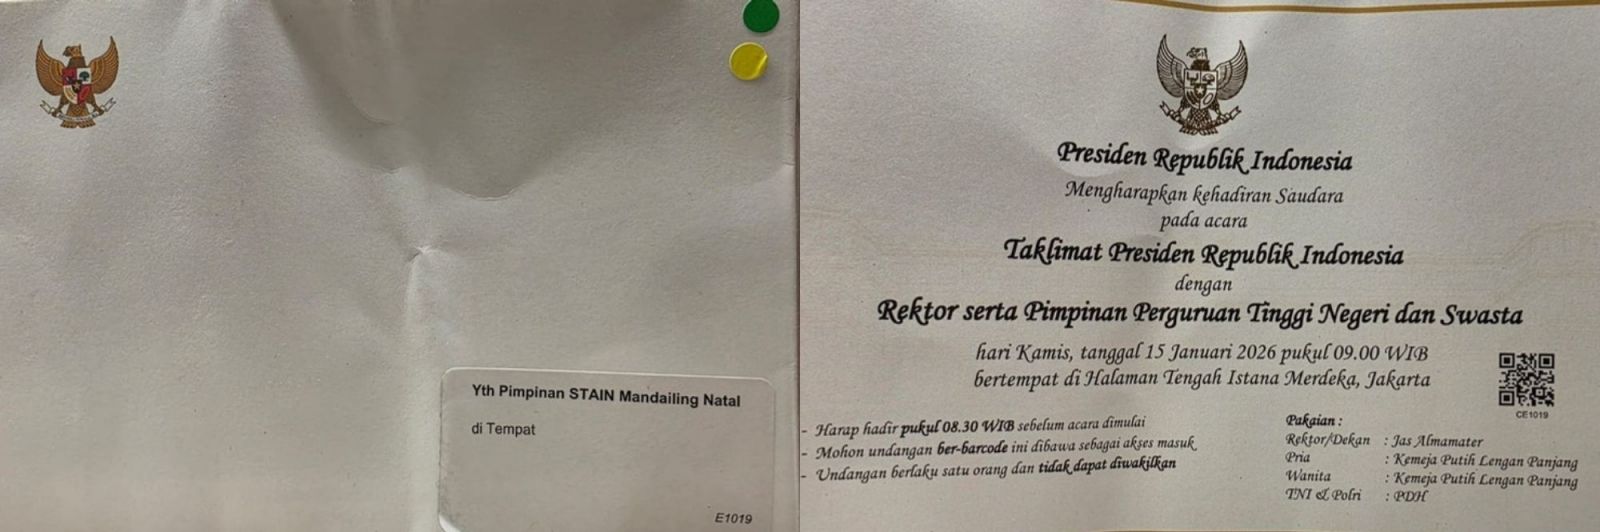 Yth Pimpinan STAIN Mandailing Natal
di Tempat
E1019
Presiden Republik Indonesia
Mengharapkan kehadiran Saudara
pada acara
Taklimat Presiden Republik Indonesia
dengan
Rektor serta Pimpinan Perguruan Tinggi Negeri dan Swasta
hari Kamis, tanggal 15 Januari 2026 pukul 09.00 WIB
bertempat di Halaman Tengah Istana Merdeka, Jakarta
CE1019
- Harap hadir pukul 08.30 WIB sebelum acara dimulai
- Mohon undangan ber-barcode ini dibawa sebagai akses masuk
- Undangan berlaku satu orang dan tidak dapat diwakilkan
Pakaian :
Rektor/Dekan : Jas Almamater
Pria : Kemeja Putih Lengan Panjang
Wanita : Kemeja Putih Lengan Panjang
TNI & Polri : PDH